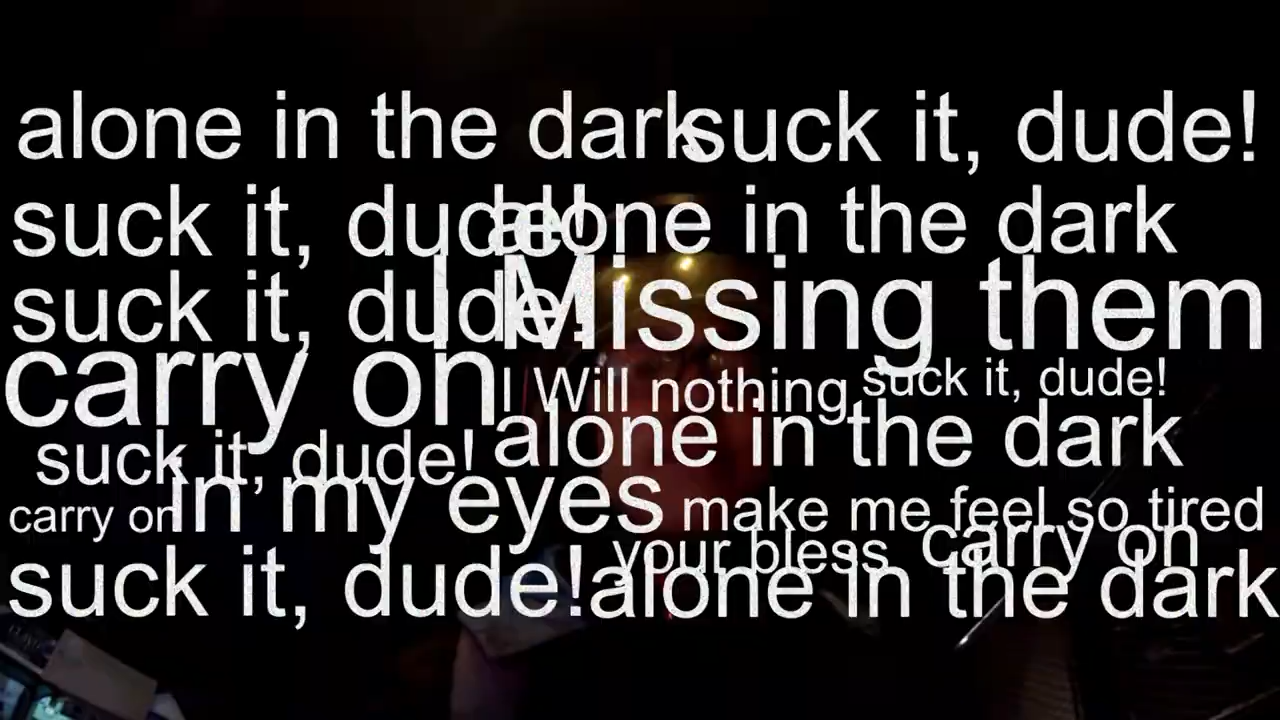 alone in the dark suck it, dude!
suck it, dude! alone in the dark
suck it, dude! I Missing them
carry on I Will nothing suck it, dude!
suck it, dude! alone in the dark
carry on in my eyes make me feel so tired
your bless carry on
suck it, dude! alone in the dark